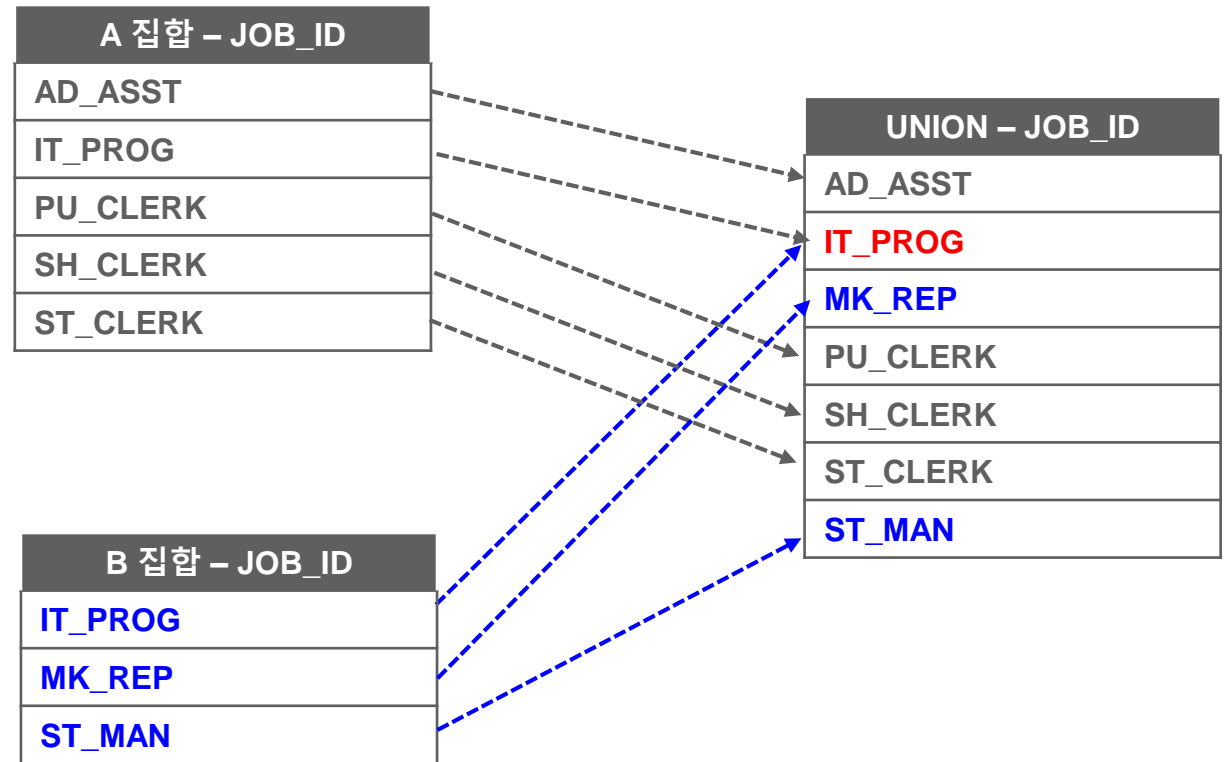 A 집합 – JOB_ID
AD_ASST
IT_PROG
PU_CLERK
SH_CLERK
ST_CLERK
UNION – JOB_ID
AD_ASST
IT_PROG
MK_REP
PU_CLERK
SH_CLERK
ST_CLERK
ST_MAN
B 집합 – JOB_ID
IT_PROG
MK_REP
ST_MAN